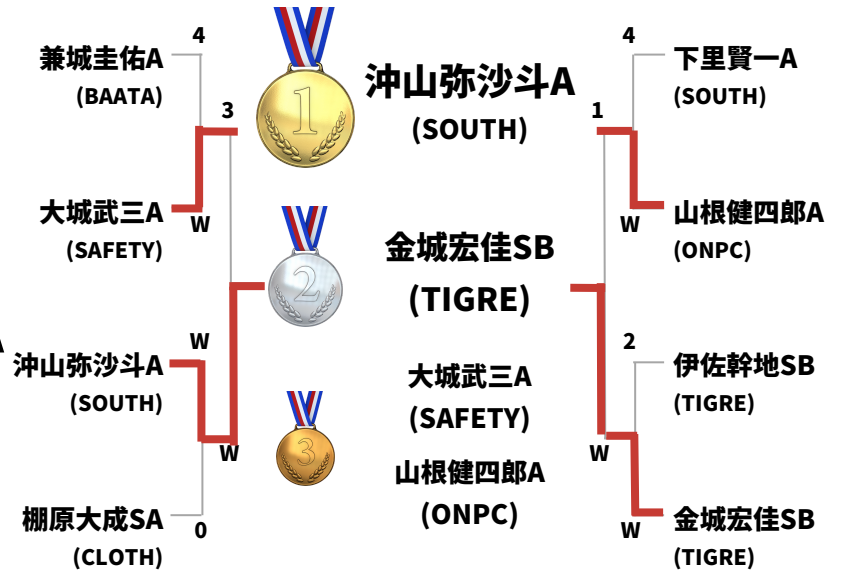 4
兼城圭佑A
(BAATA)
3
大城武三A
W
(SAFETY)
W
沖山弥沙斗A
(SOUTH)
W
棚原大成SA
0
(CLOTH)
1
沖山弥沙斗A
(SOUTH)
2
金城宏佳SB
(TIGRE)
3
大城武三A
(SAFETY)
山根健四郎A
(ONPC)
4
下里賢一A
(SOUTH)
1
W
山根健四郎A
(ONPC)
2
伊佐幹地SB
(TIGRE)
W
W
金城宏佳SB
(TIGRE)